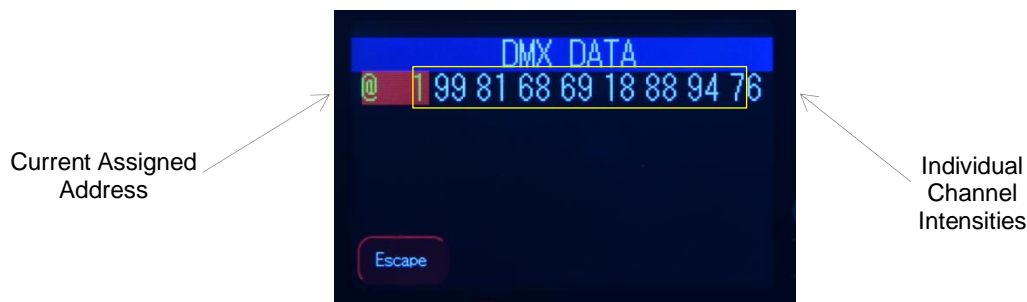 DMX DATA
@ 1 99 81 68 69 18 88 94 76
Current Assigned
Address
Individual
Channel
Intensities
Escape